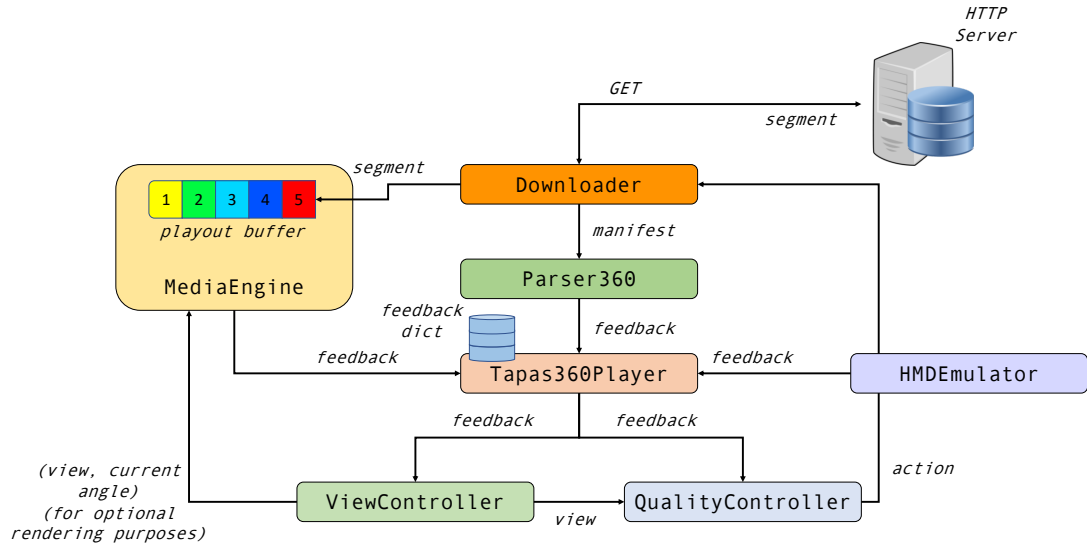 HTTP
Server
GET
segment
segment
Downloader
1 2 3 4 5
playout buffer
manifest
MediaEngine
Parser360
feedback
dict
feedback
feedback
Tapas360Player
feedback
HMDEmulator
feedback
feedback
(view, current
angle)
(for optional
rendering purposes)
ViewController
view
QualityController
action